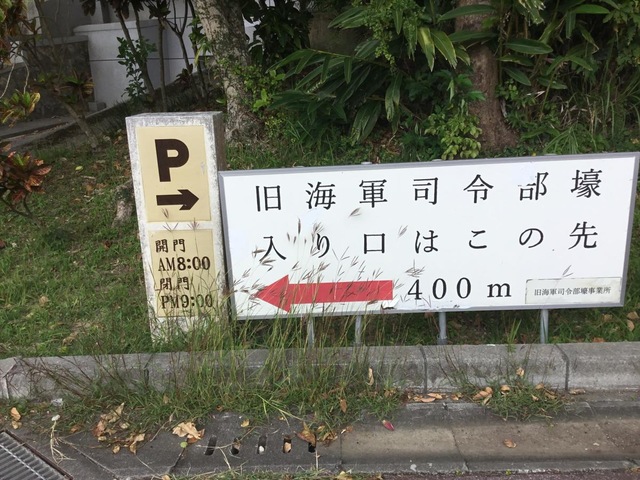 P
開門
AM8:00
閉門
PM9:00
旧海軍司令部壕
入り口はこの先
400m
旧海軍司令部壕事業所